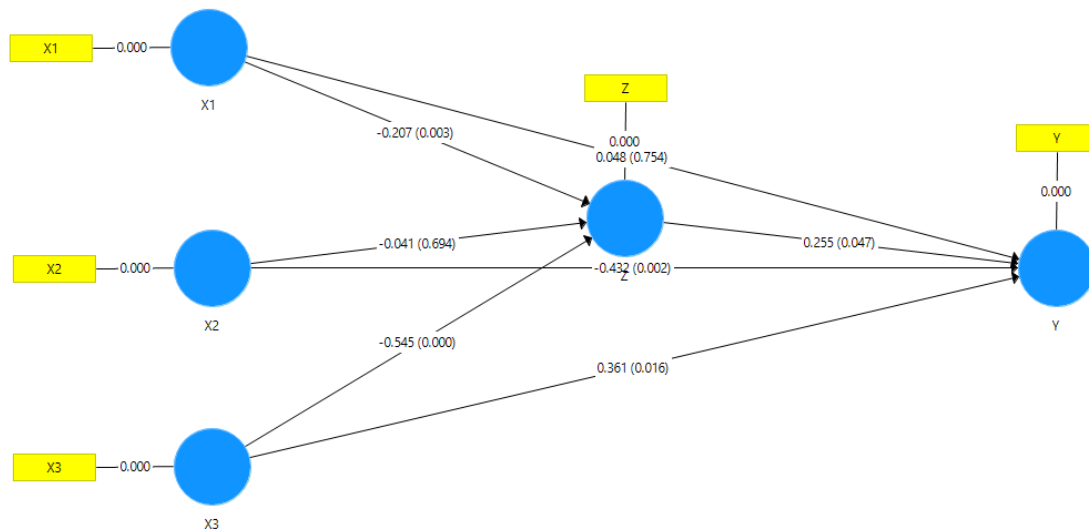 X1
0.000
X1
-0.207 (0.003)
Z
0.000
0.048 (0.754)
Y
0.000
X2
0.000
X2
-0.041 (0.694)
0.255 (0.047)
-0.432 (0.002)
Z
Y
-0.545 (0.000)
0.361 (0.016)
X3
0.000
X3